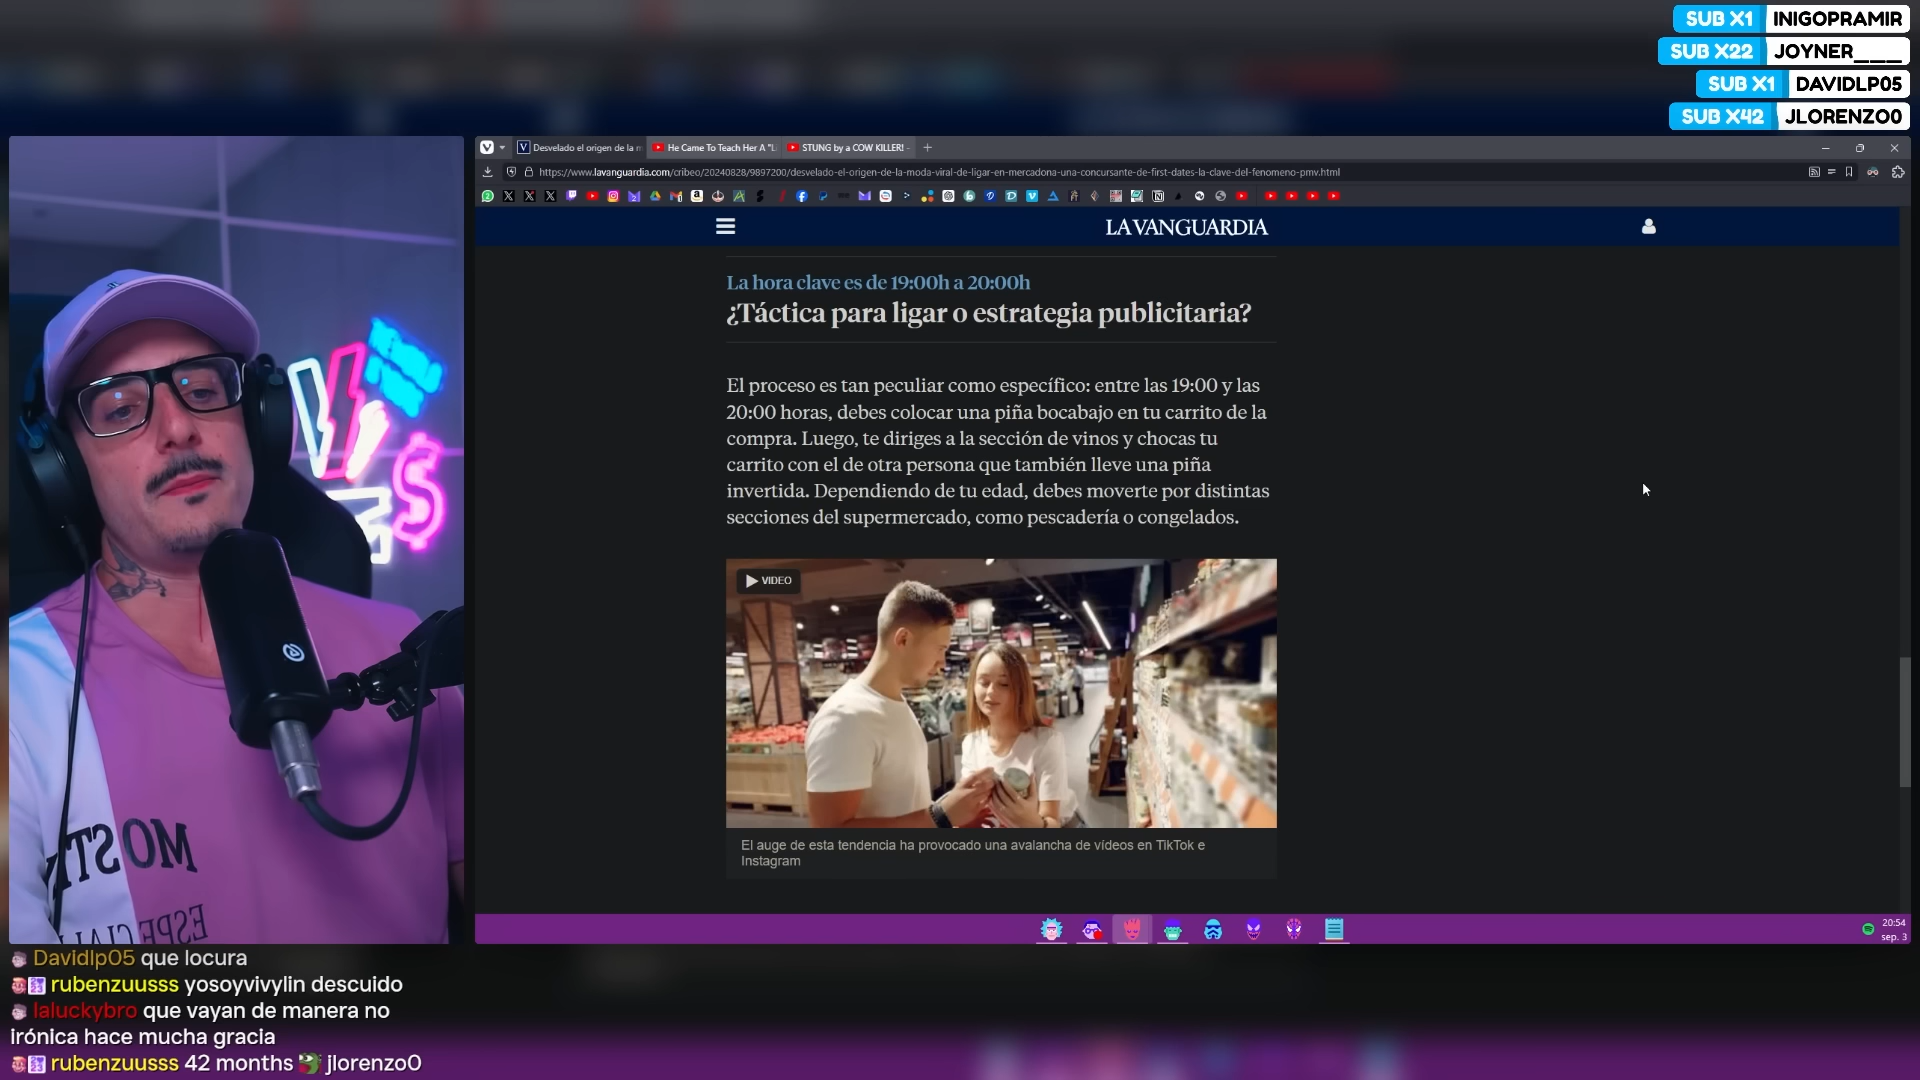 SUB X1 INIGOPRAMIR
SUB X22 JOYNER___
SUB X1 DAVIDLP05
SUB X42 JLORENZO0
Desvelado el origen de la m
He Came To Teach Her A "L
STUNG by a COW KILLER! -
https://www.lavanguardia.com/cribeo/20240828/9897200/desvelado-el-origen-de-la-moda-viral-de-ligar-en-mercadona-una-concursante-de-first-dates-la-clave-del-fenomeno-pmv.html
LA VANGUARDIA
La hora clave es de 19:00h a 20:00h
¿Táctica para ligar o estrategia publicitaria?
El proceso es tan peculiar como específico: entre las 19:00 y las
20:00 horas, debes colocar una piña bocabajo en tu carrito de la
compra. Luego, te diriges a la sección de vinos y chocas tu
carrito con el de otra persona que también lleve una piña
invertida. Dependiendo de tu edad, debes moverte por distintas
secciones del supermercado, como pescadería o congelados.
VIDEO
El auge de esta tendencia ha provocado una avalancha de vídeos en TikTok e
Instagram
20:54
sep. 3
MOST
ESPECIAL
Davidlp05 que locura
rubenzuusss yosoyvivylin descuido
laluckybro que vayan de manera no
irónica hace mucha gracia
rubenzuusss 42 months jlorenzo0